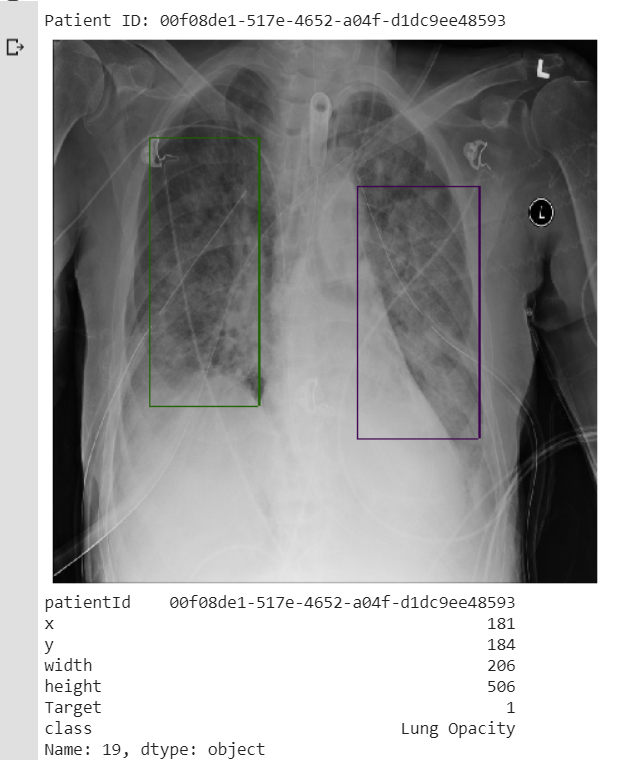 Patient ID: 00f08de1-517e-4652-a04f-d1dc9ee48593
L
L
patientId 00f08de1-517e-4652-a04f-d1dc9ee48593
x 181
y 184
width 206
height 506
Target 1
class Lung Opacity
Name: 19, dtype: object